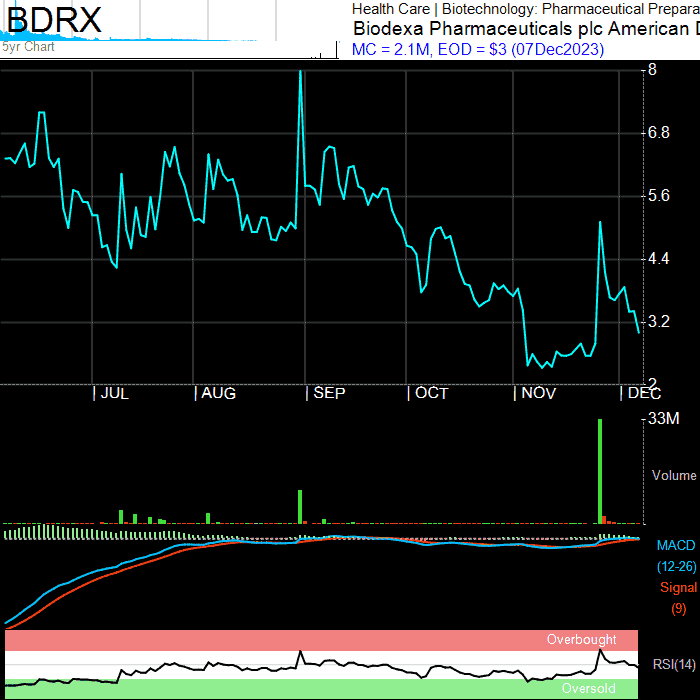 BDRX
5yr Chart
Health Care | Biotechnology: Pharmaceutical Prepara
Biodexa Pharmaceuticals plc American D
MC = 2.1M, EOD = $3 (07Dec2023)
8
6.8
5.6
4.4
3.2
2
JUL
AUG
SEP
OCT
NOV
DEC
33M
Volume
MACD
(12-26)
Signal
(9)
Overbought
RSI(14)
Oversold